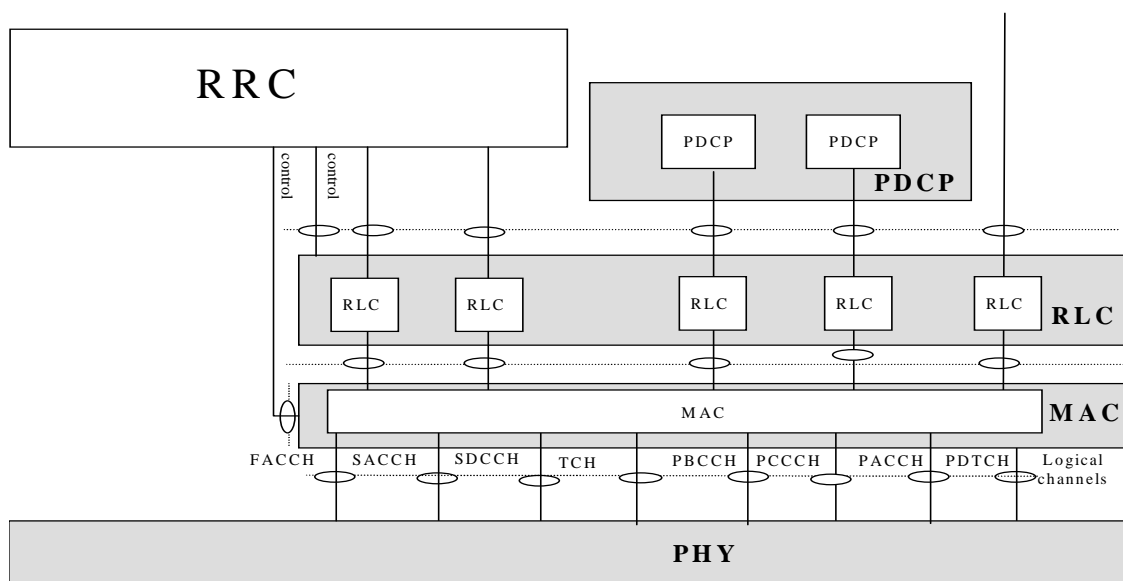 RRC
control
control
PDCP
PDCP
PDCP
RLC
RLC
RLC
RLC
RLC
RLC
MAC
MAC
FACCH
SACCH
SDCCH
TCH
PBCCH
PCCCH
PACCH
PDTCH
Logical
channels
PHY